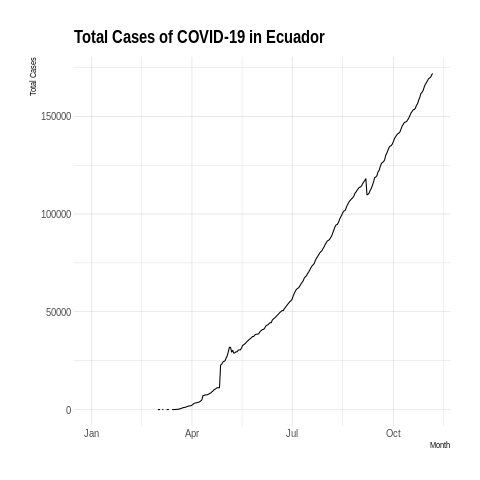 Total Cases of COVID-19 in Ecuador
Total Cases
150000
100000
50000
0
Jan Apr Jul Oct
Month